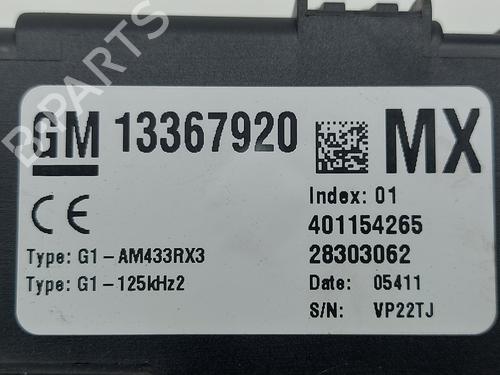 B-PARTS
GM 13367920 MX
CE
Index: 01
401154265
Type: G1-AM433RX3 28303062
Type: G1-125kHz2 Date: 05411
S/N: VP22TJ